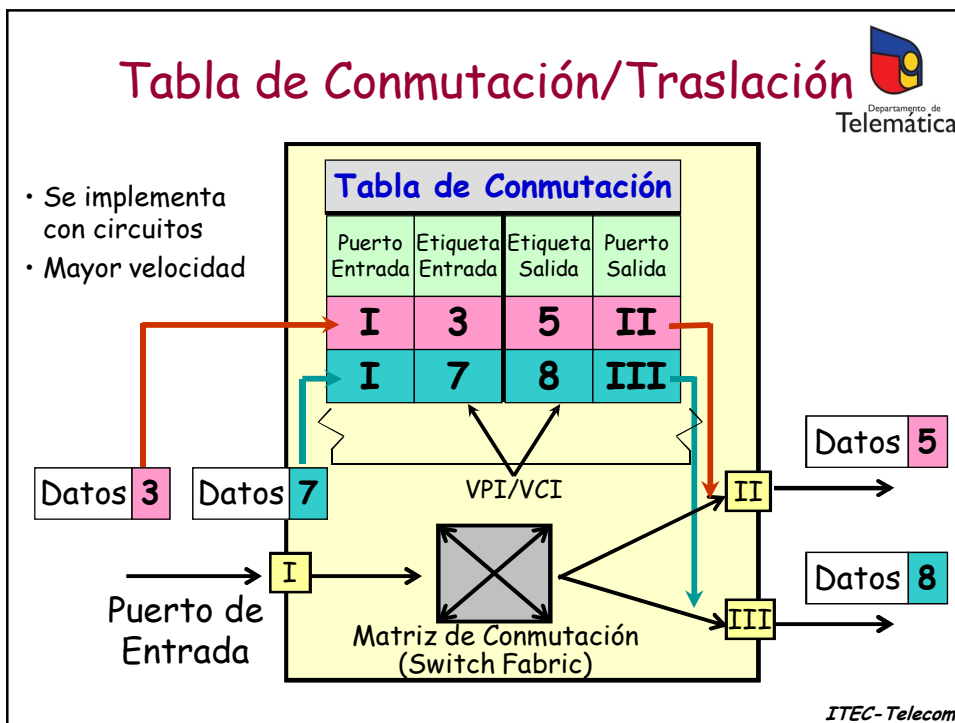 Tabla de Conmutación/Traslación
Departamento de
Telemática
• Se implementa
con circuitos
• Mayor velocidad
Tabla de Conmutación
Puerto Entrada Etiqueta Entrada Etiqueta Salida Puerto Salida
I 3 5 II
I 7 8 III
Datos 3
Datos 7
VPI/VCI
Datos 5
II
I
Datos 8
III
Puerto de
Entrada
Matriz de Conmutación
(Switch Fabric)
ITEC-Telecom